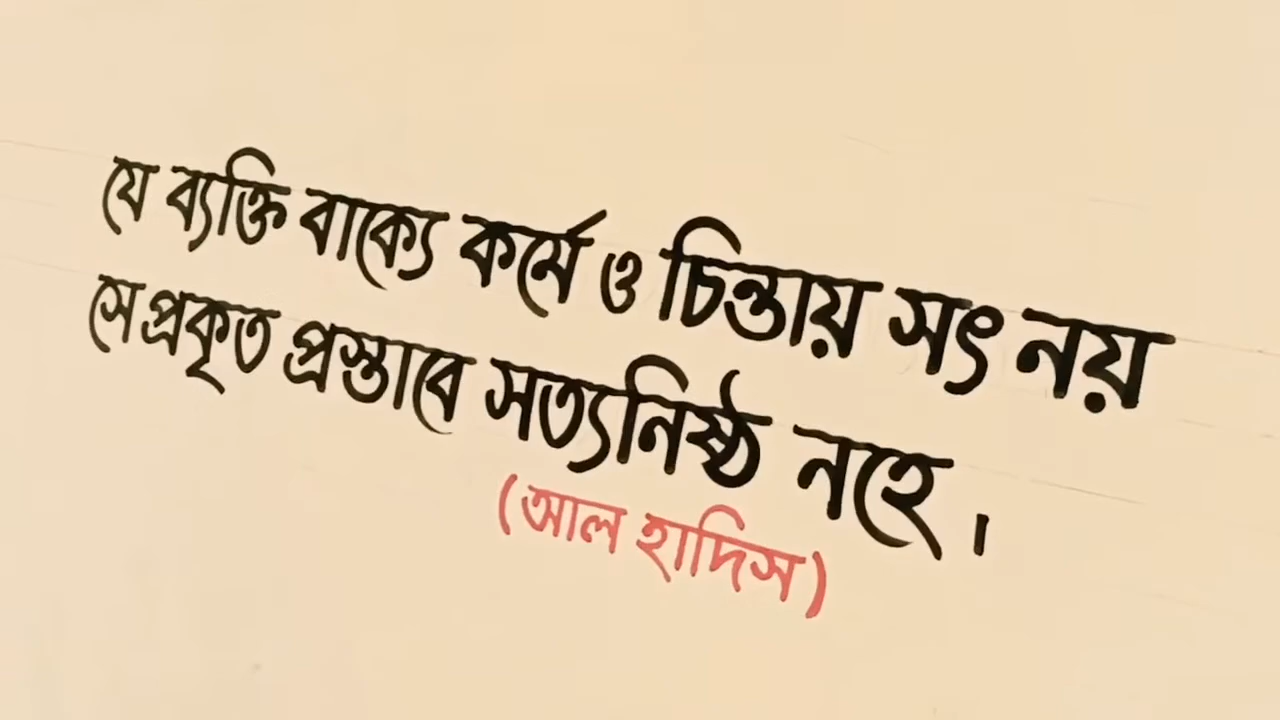 যে ব্যক্তি বাক্যে কর্মে ও চিন্তায় সৎ নয়
সে প্রকৃত প্রস্তাবে সত্যনিষ্ঠ নহে।
(আল হাদিস)